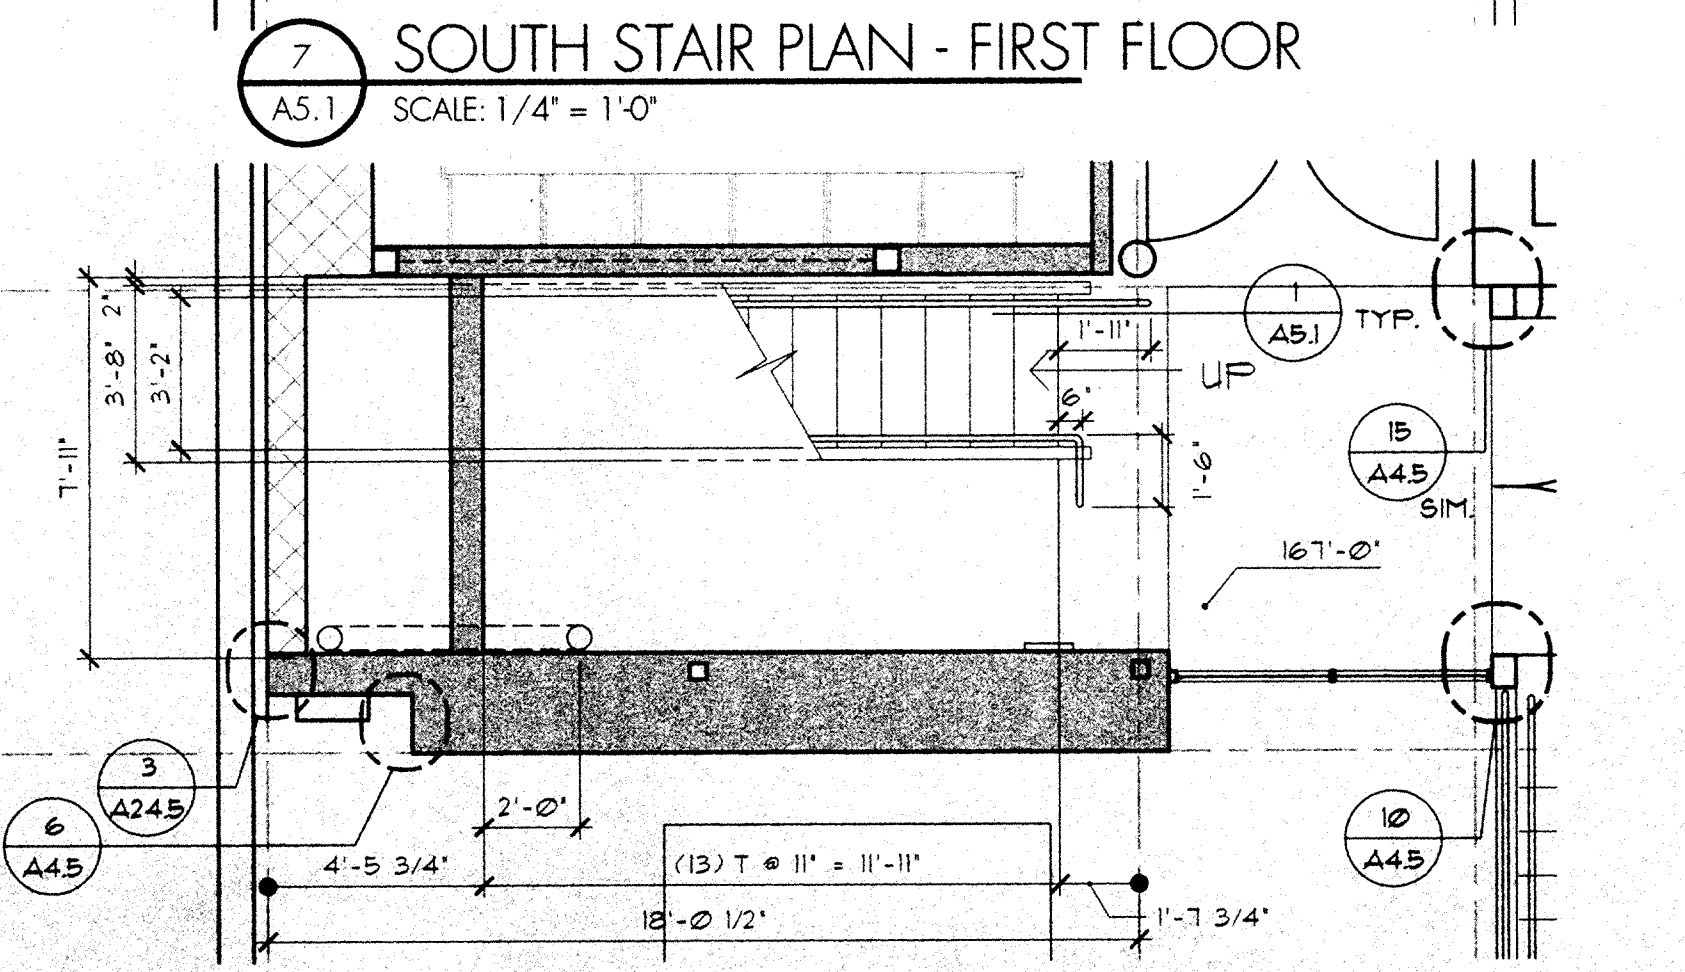 7
SOUTH STAIR PLAN - FIRST FLOOR
A5.1
SCALE: 1/4" = 1'-0"
2"
3'-8"
3'-2"
7'-11"
1
A5.1
TYP.
1'-11"
UP
6"
1'-6"
15
A4.5
SIM.
167'-0"
3
A24.5
6
A4.5
2'-0"
10
A4.5
4'-5 3/4"
(13) T @ 11" = 11'-11"
18'-0 1/2"
1'-7 3/4"